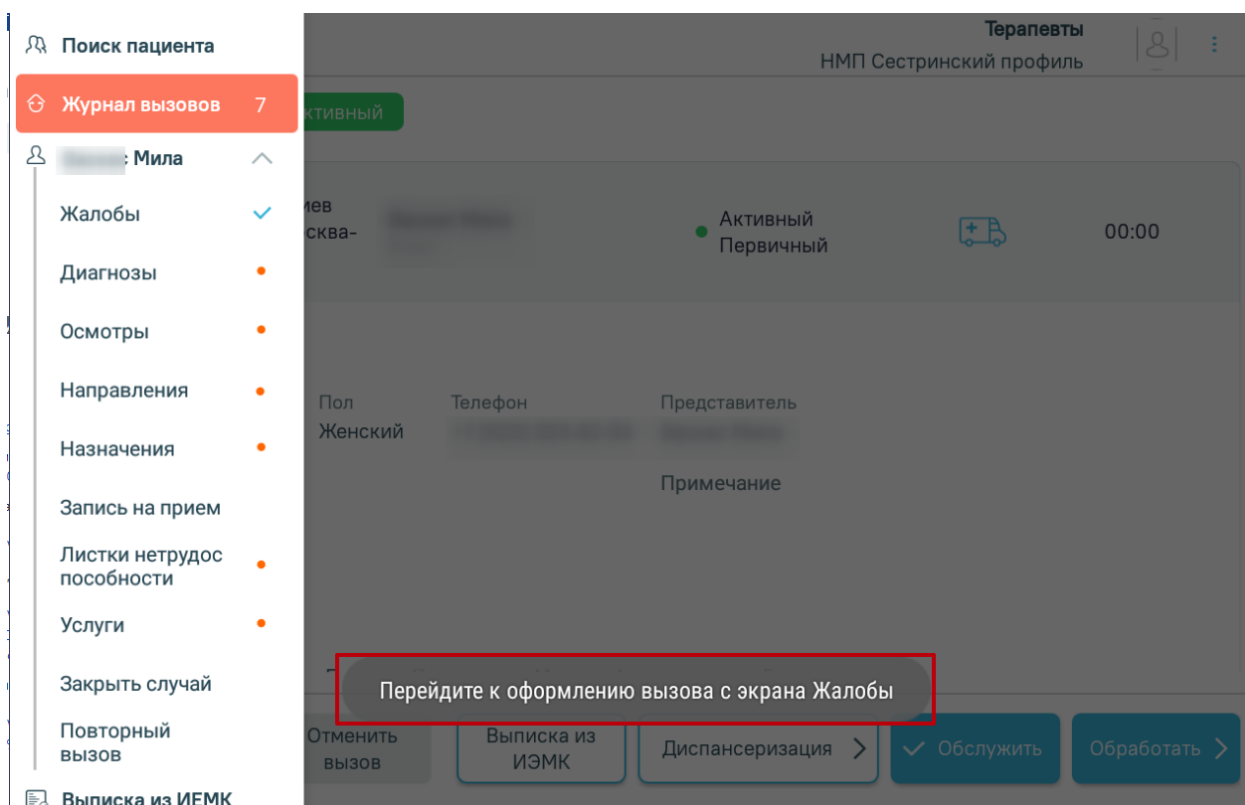 Поиск пациента
Журнал вызовов 7
Мила
Жалобы
Диагнозы
Осмотры
Направления
Назначения
Запись на прием
Листки нетрудос
пособности
Услуги
Закрыть случай
Повторный
вызов
Выписка из ИЕМК
Терапевты
НМП Сестринский профиль
ктивный
иев
сква-
Активный
Первичный
00:00
Пол
Женский
Телефон
Представитель
Примечание
Перейдите к оформлению вызова с экрана Жалобы
Отменить
вызов
Выписка из
ИЭМК
Диспансеризация
Обслужить
Обработать